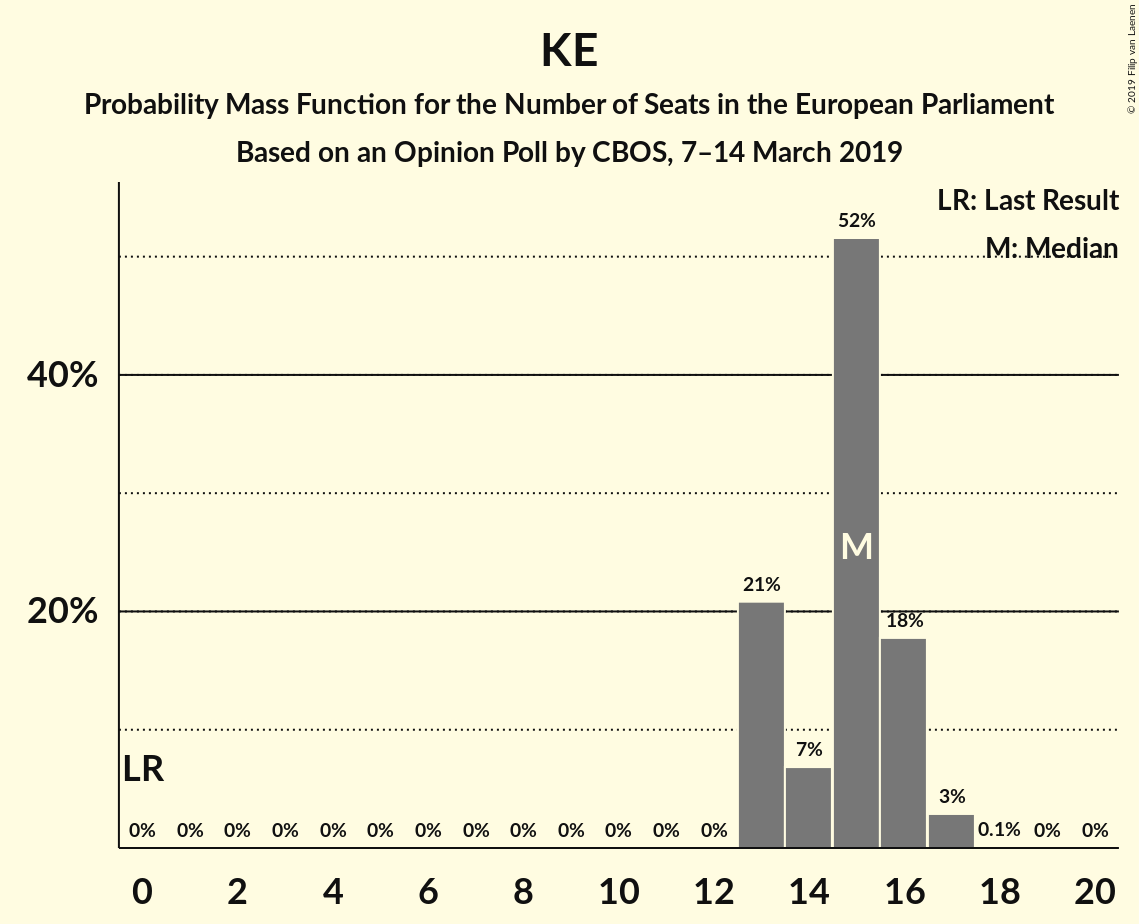 KE
Probability Mass Function for the Number of Seats in the European Parliament
Based on an Opinion Poll by CBOS, 7–14 March 2019
© 2019 Filip van Laenen
LR: Last Result
M: Median
52%
40%
M
21%
20%
18%
7%
LR
3%
0% 0% 0% 0% 0% 0% 0% 0% 0% 0% 0% 0% 0% 0.1% 0% 0%
0 2 4 6 8 10 12 14 16 18 20